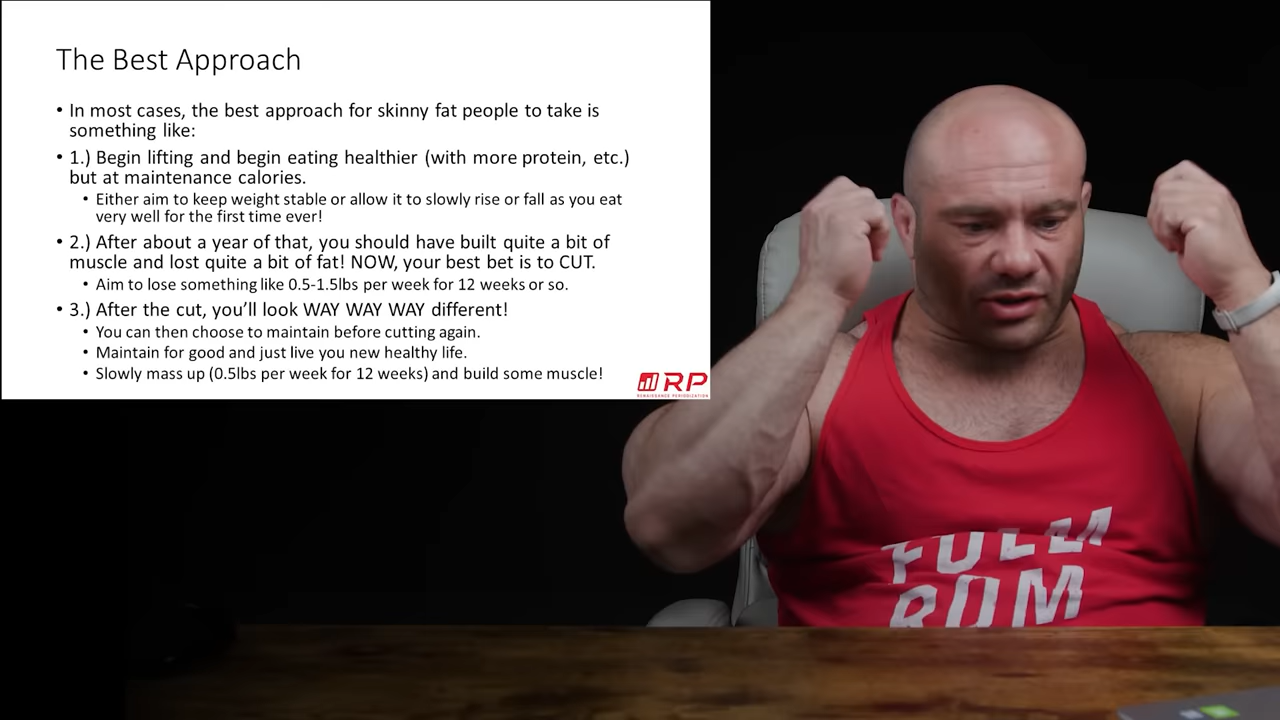 The Best Approach
• In most cases, the best approach for skinny fat people to take is
something like:
• 1.) Begin lifting and begin eating healthier (with more protein, etc.)
but at maintenance calories.
• Either aim to keep weight stable or allow it to slowly rise or fall as you eat
very well for the first time ever!
• 2.) After about a year of that, you should have built quite a bit of
muscle and lost quite a bit of fat! NOW, your best bet is to CUT.
• Aim to lose something like 0.5-1.5lbs per week for 12 weeks or so.
• 3.) After the cut, you’ll look WAY WAY WAY different!
• You can then choose to maintain before cutting again.
• Maintain for good and just live you new healthy life.
• Slowly mass up (0.5lbs per week for 12 weeks) and build some muscle!
RP
RENAISSANCE PERIODIZATION
FULL
ROM